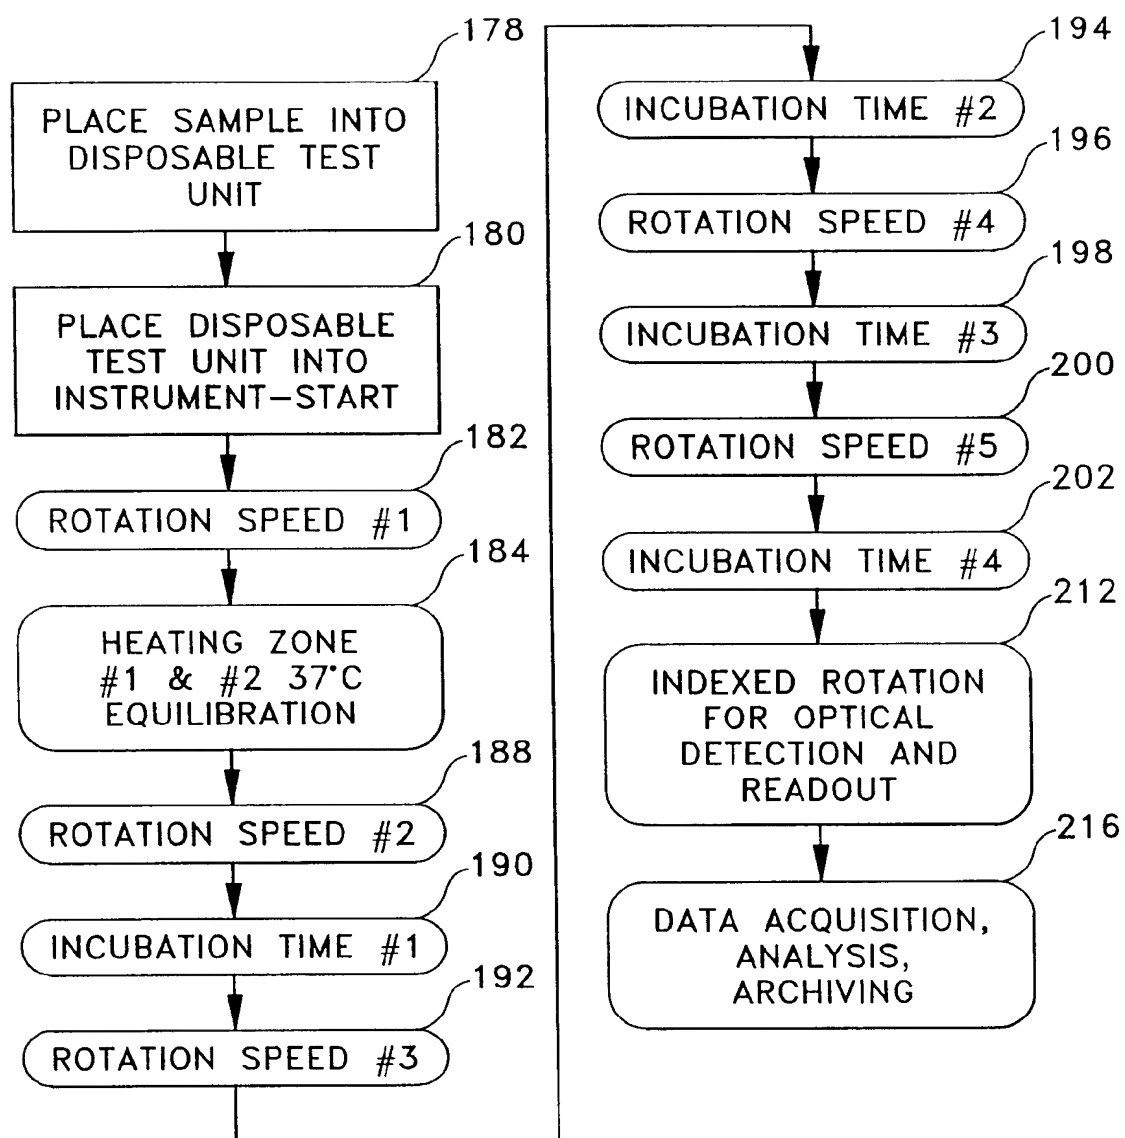 178
PLACE SAMPLE INTO
DISPOSABLE TEST
UNIT
180
PLACE DISPOSABLE
TEST UNIT INTO
INSTRUMENT-START
182
ROTATION SPEED #1
184
HEATING ZONE
#1 & #2 37°C
EQUILIBRATION
188
ROTATION SPEED #2
190
INCUBATION TIME #1
192
ROTATION SPEED #3
194
INCUBATION TIME #2
196
ROTATION SPEED #4
198
INCUBATION TIME #3
200
ROTATION SPEED #5
202
INCUBATION TIME #4
212
INDEXED ROTATION
FOR OPTICAL
DETECTION AND
READOUT
216
DATA ACQUISITION,
ANALYSIS,
ARCHIVING